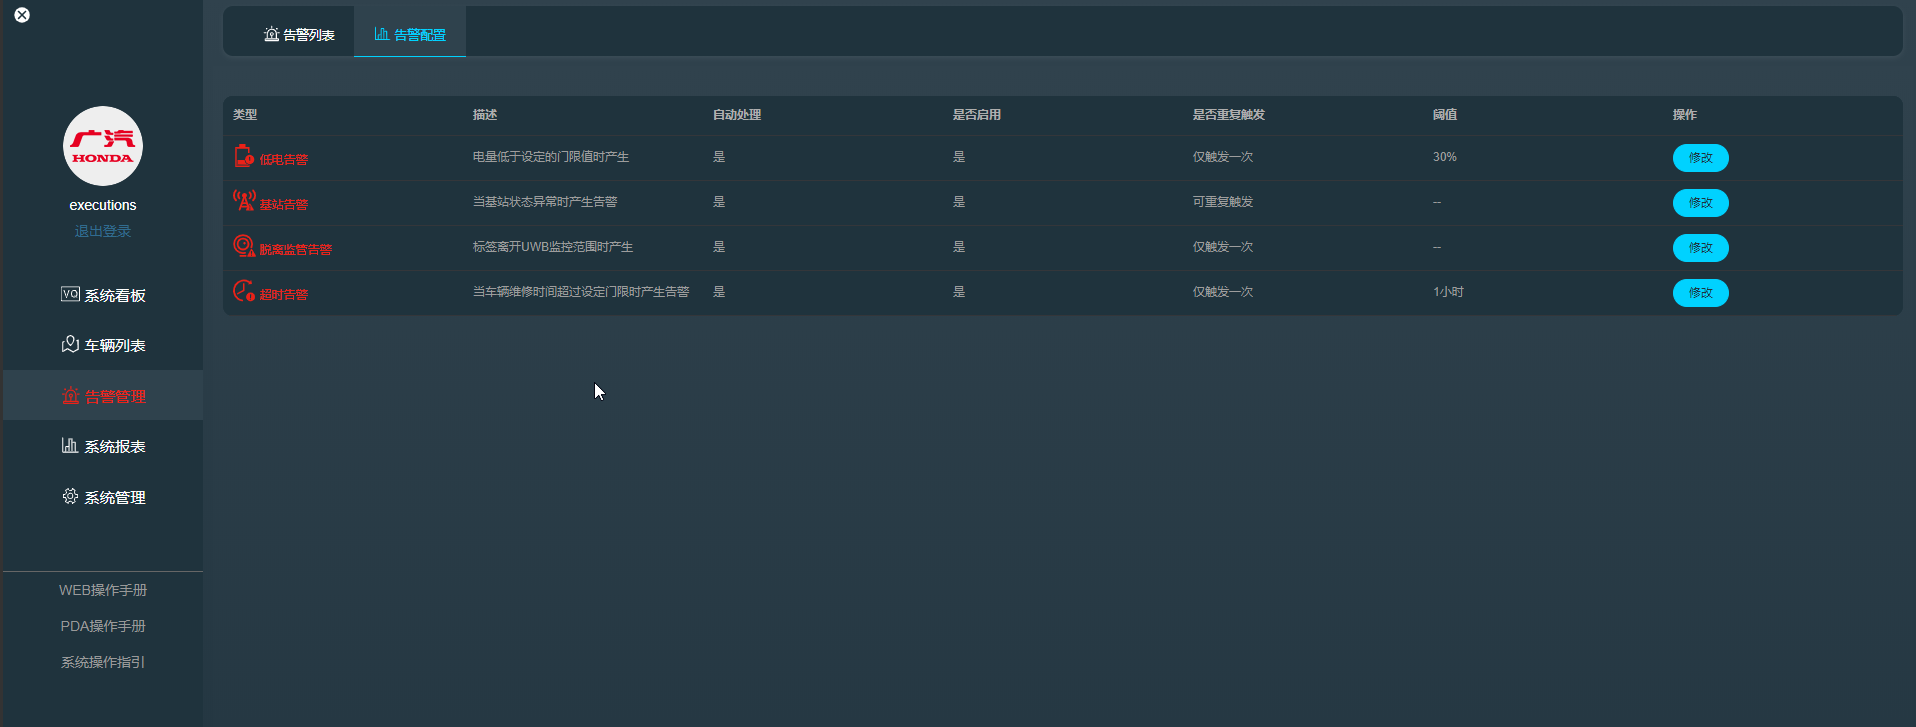 告警列表 告警配置
广汽
HONDA
executions
退出登录
系统看板
车辆列表
告警管理
系统报表
系统管理
WEB操作手册
PDA操作手册
系统操作指引
类型 描述 自动处理 是否启用 是否重复触发 阈值 操作
低电告警 电量低于设定的门限值时产生 是 是 仅触发一次 30% 修改
基站告警 当基站状态异常时产生告警 是 是 可重复触发 -- 修改
脱离监管告警 标签离开UWB监控范围时产生 是 是 仅触发一次 -- 修改
超时告警 当车辆维修时间超过设定门限时产生告警 是 是 仅触发一次 1小时 修改